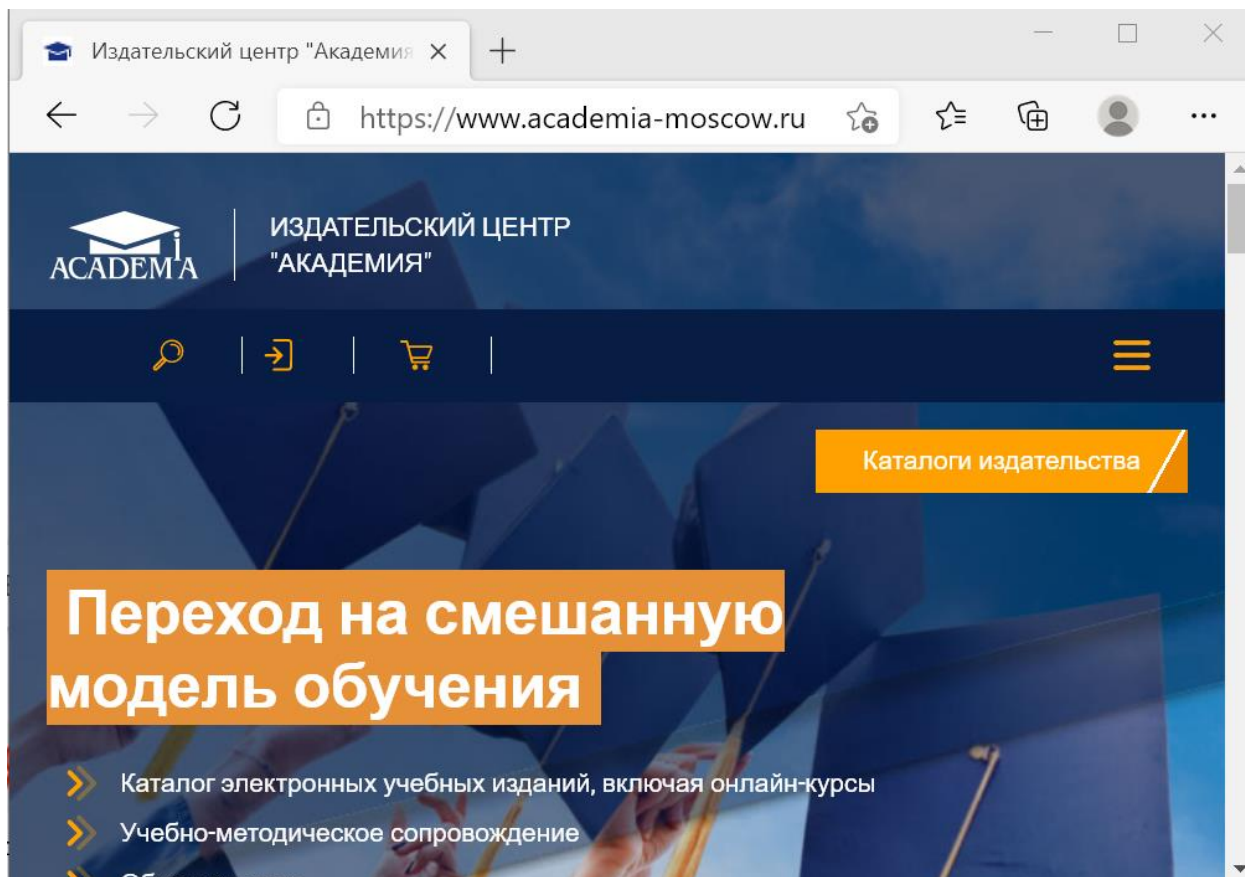 Издательский центр "Академия
https://www.academia-moscow.ru
ACADEMIA
ИЗДАТЕЛЬСКИЙ ЦЕНТР
"АКАДЕМИЯ"
Каталоги издательства
Переход на смешанную
модель обучения
Каталог электронных учебных изданий, включая онлайн-курсы
Учебно-методическое сопровождение